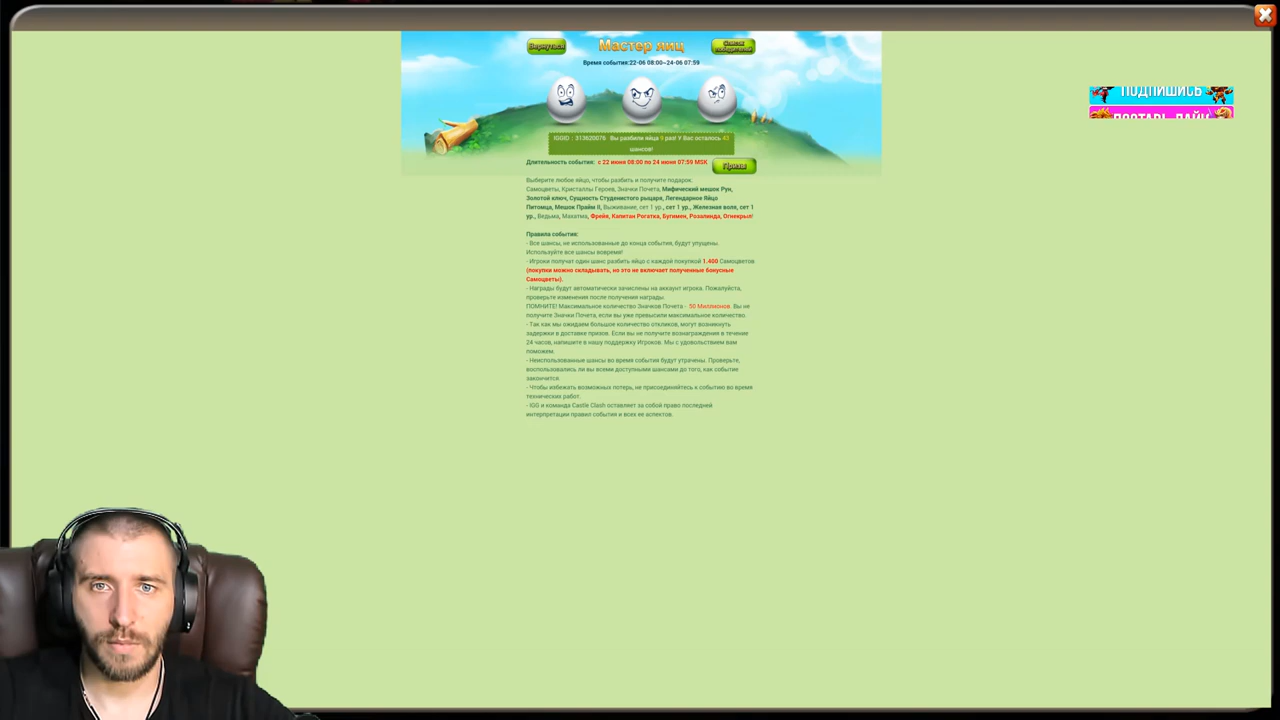 Вернуться
Мастер лиц
Список победителей
Время события:22-06 08:00~24-06 07:59
IGGID : 313620076 Вы разбили яйца 9 раз! У Вас осталось 43
шансов!
Длительность события: с 22 июня 08:00 по 24 июня 07:59 MSK
Призы
Выберите любое яйцо, чтобы разбить и получите подарок:
Самоцветы, Кристаллы Героев, Значки Почета, Мифический мешок Рун,
Золотой ключ, Сущность Студенистого рыцаря, Легендарное Яйцо
Питомца, Мешок Прайм II, Выживание, сет 1 ур., сет 1 ур., Железная воля, сет 1
ур., Ведьма, Махатма, Фрейя, Капитан Рогатка, Бугимен, Розалинда, Огнекрыл!
Правила события:
- Все шансы, не использованные до конца события, будут упущены.
Используйте все шансы вовремя!
- Игроки получат один шанс разбить яйцо с каждой покупкой 1.400 Самоцветов
(покупки можно складывать, но это не включает полученные бонусные
Самоцветы).
- Награды будут автоматически зачислены на аккаунт игрока. Пожалуйста,
проверьте изменения после получения награды.
ПОМНИТЕ! Максимальное количество Значков Почета - 50 Миллионов. Вы не
получите Значки Почета, если вы уже превысили максимальное количество.
- Так как мы ожидаем большое количество откликов, могут возникнуть
задержки в доставке призов. Если вы не получите вознаграждения в течение
24 часов, напишите в нашу поддержку Игроков. Мы с удовольствием вам
поможем.
- Неиспользованные шансы во время события будут утрачены. Проверьте,
воспользовались ли вы всеми доступными шансами до того, как событие
закончится.
- Чтобы избежать возможных потерь, не присоединяйтесь к событию во время
технических работ.
- IGG и команда Castle Clash оставляет за собой право последней
интерпретации правил события и всех ее аспектов.
ПОДПИШИСЬ
ПОСТАВЬ ЛАЙК